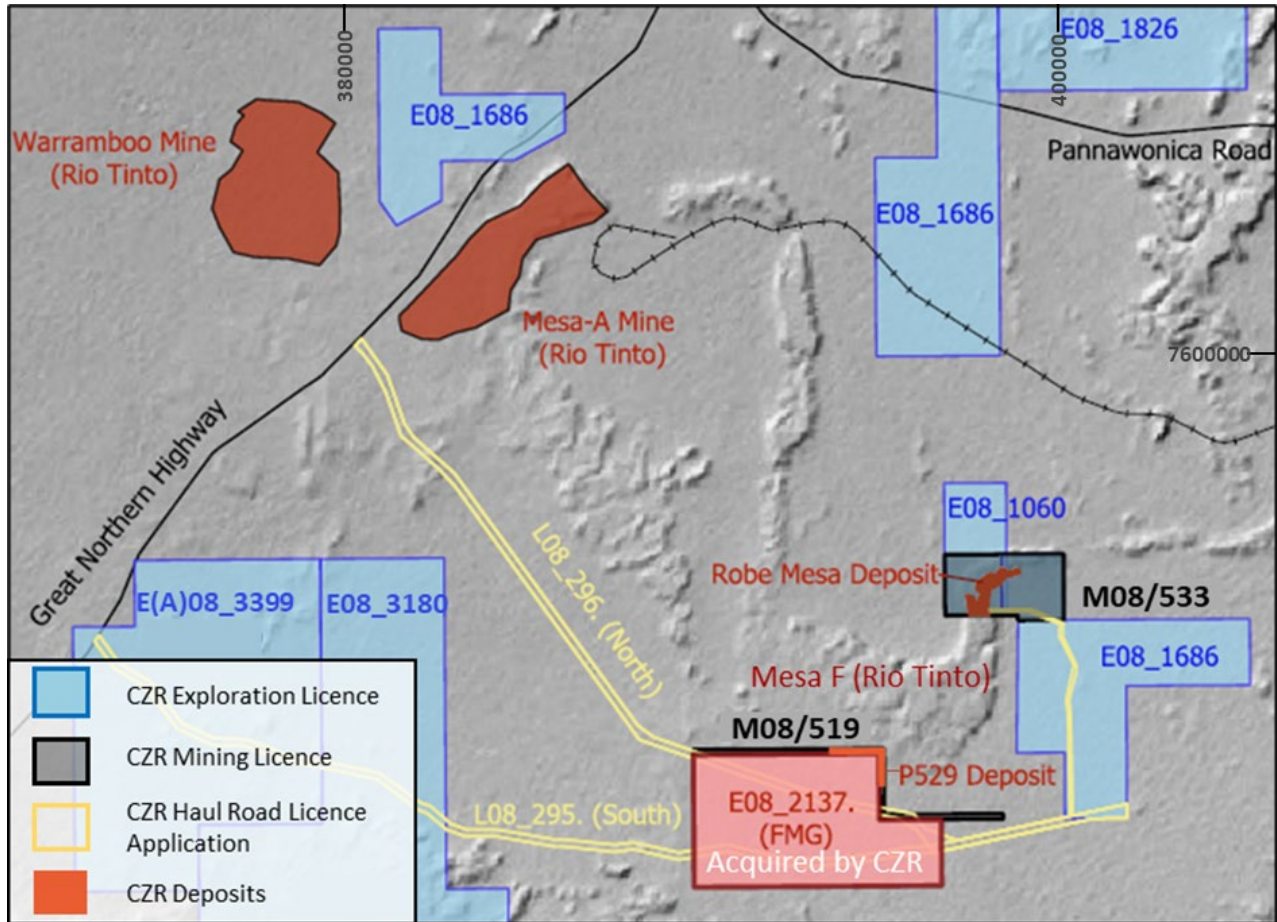 380000
400000
E08_1826
E08_1686
Warramboo Mine
(Rio Tinto)
Pannawonica Road
E08_1686
Mesa-A Mine
(Rio Tinto)
7600000
Great Northern Highway
L08_296. (North)
E08_1060
Robe Mesa Deposit
M08/533
E(A)08_3399
E08_3180
E08_1686
Mesa F (Rio Tinto)
M08/519
P529 Deposit
E08_2137.
(FMG)
Acquired by CZR
L08_295. (South)
CZR Exploration Licence
CZR Mining Licence
CZR Haul Road Licence
Application
CZR Deposits